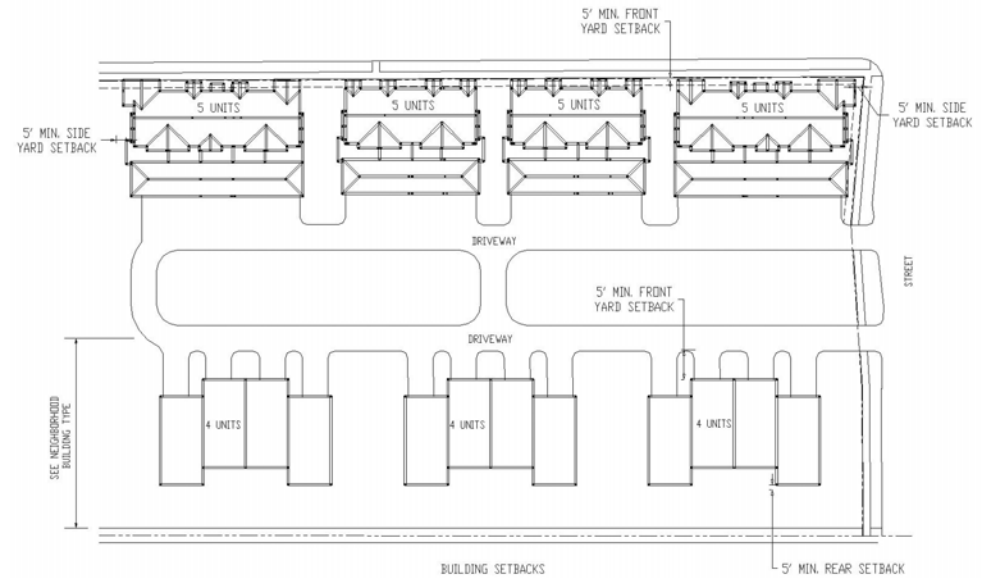 5' MIN. FRONT
YARD SETBACK
5 UNITS
5 UNITS
5 UNITS
5 UNITS
5' MIN. SIDE
YARD SETBACK
5' MIN. SIDE
YARD SETBACK
DRIVEWAY
STREET
5' MIN. FRONT
YARD SETBACK
DRIVEWAY
SEE NEIGHBORHOOD
BUILDING TYPE
4 UNITS
4 UNITS
4 UNITS
BUILDING SETBACKS
5' MIN. REAR SETBACK